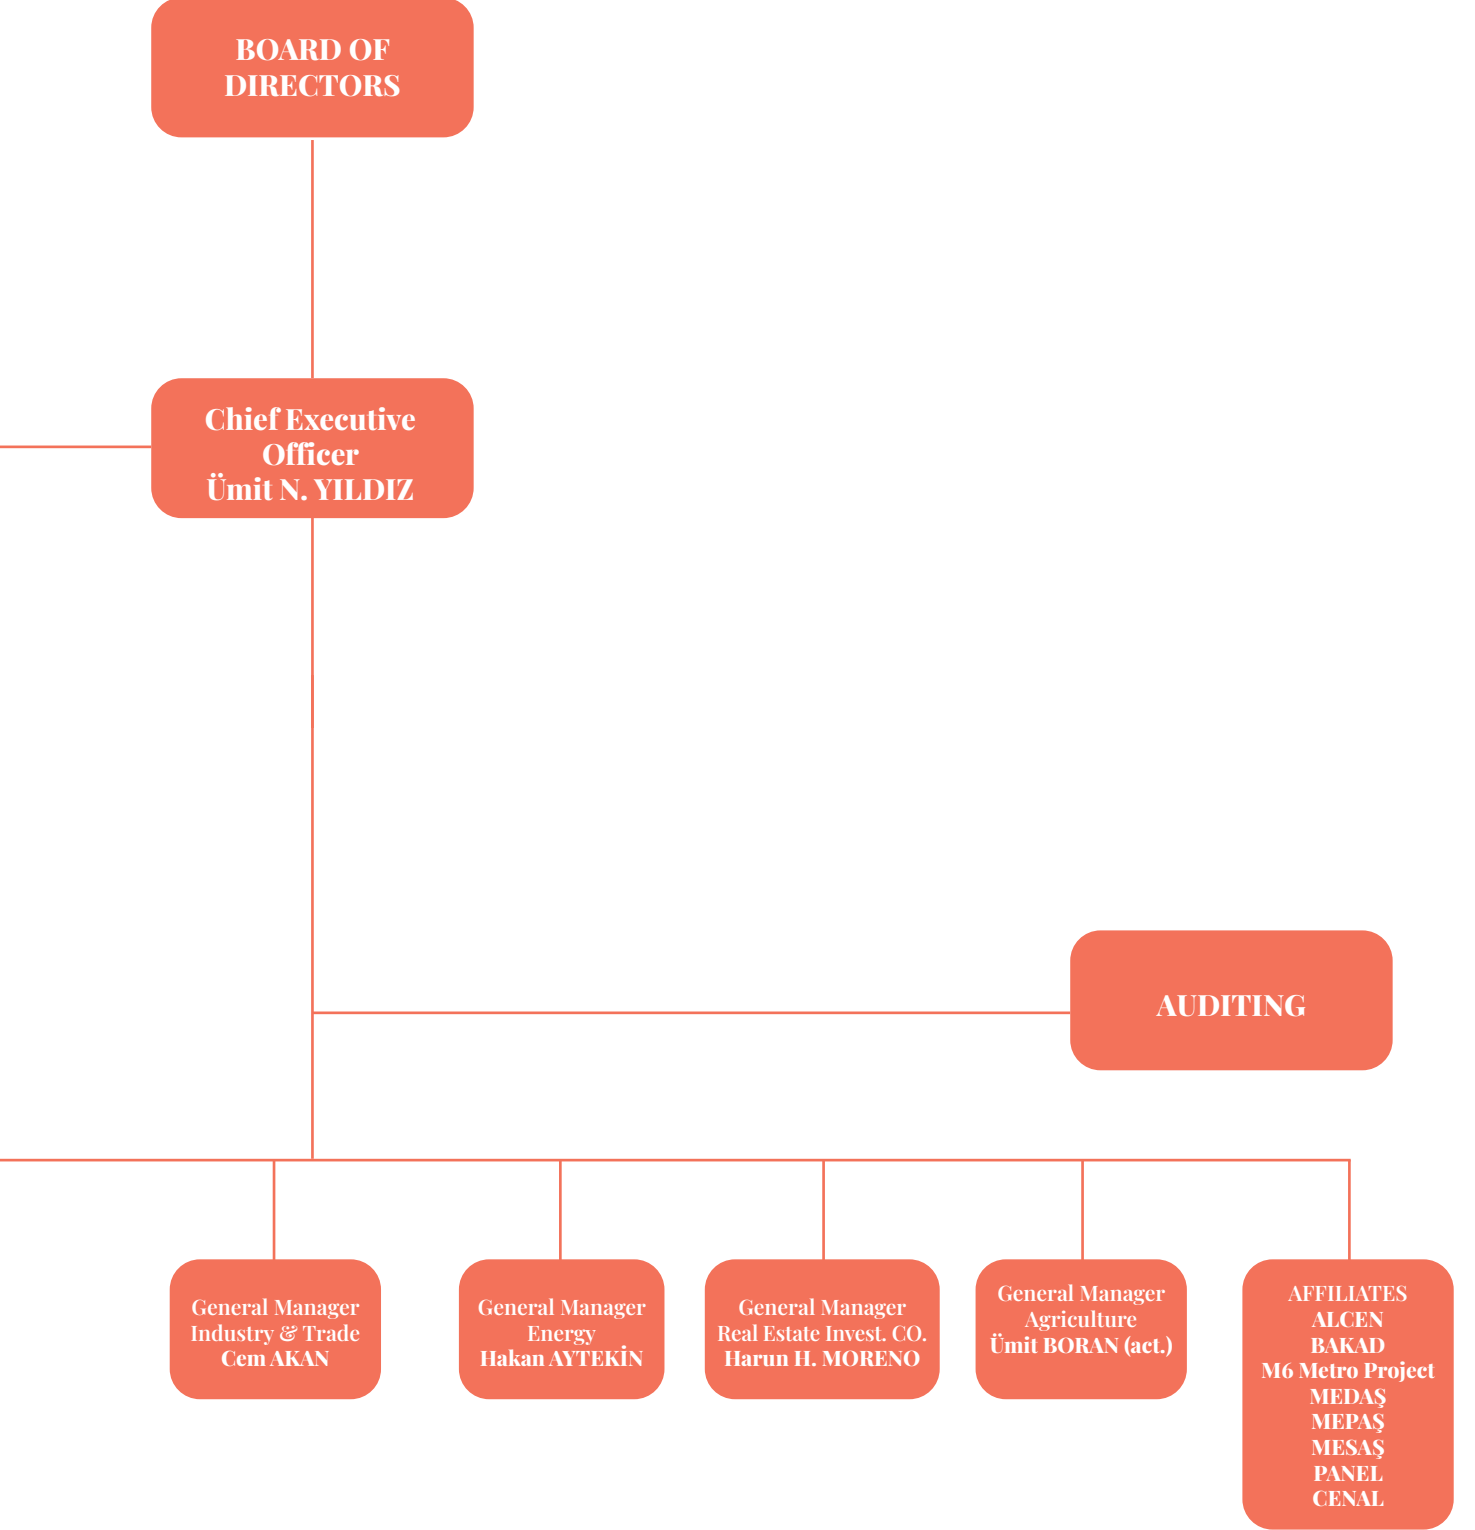 BOARD OF
DIRECTORS
Chief Executive
Officer
Ümit N. YILDIZ
AUDITING
General Manager
Industry & Trade
Cem AKAN
General Manager
Energy
Hakan AYTEKİN
General Manager
Real Estate Invest. CO.
Harun H. MORENO
General Manager
Agriculture
Ümit BORAN (act.)
AFFILIATES
ALCEN
BAKAD
M6 Metro Project
MEDAŞ
MEPAŞ
MESAŞ
PANEL
CENAL